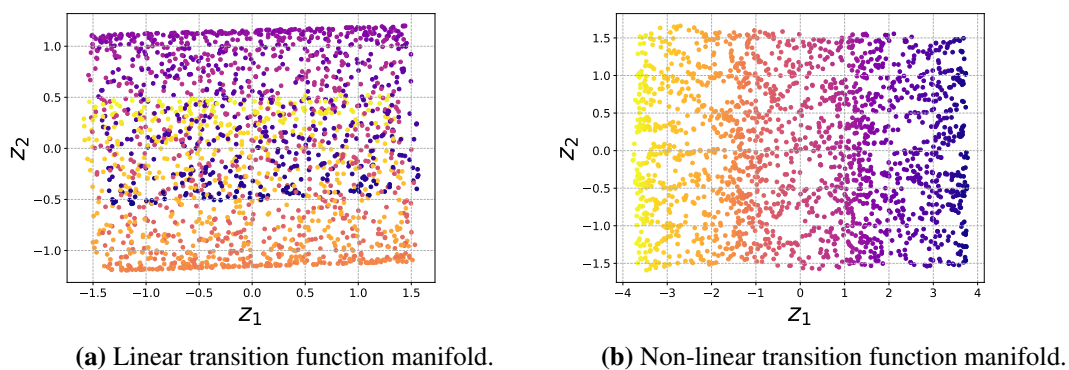 1.0
0.5
0.0
−0.5
−1.0
z2
−1.5 −1.0 −0.5 0.0 0.5 1.0 1.5
z1
1.5
1.0
0.5
0.0
−0.5
−1.0
−1.5
z2
−4 −3 −2 −1 0 1 2 3 4
z1
(a) Linear transition function manifold.
(b) Non-linear transition function manifold.